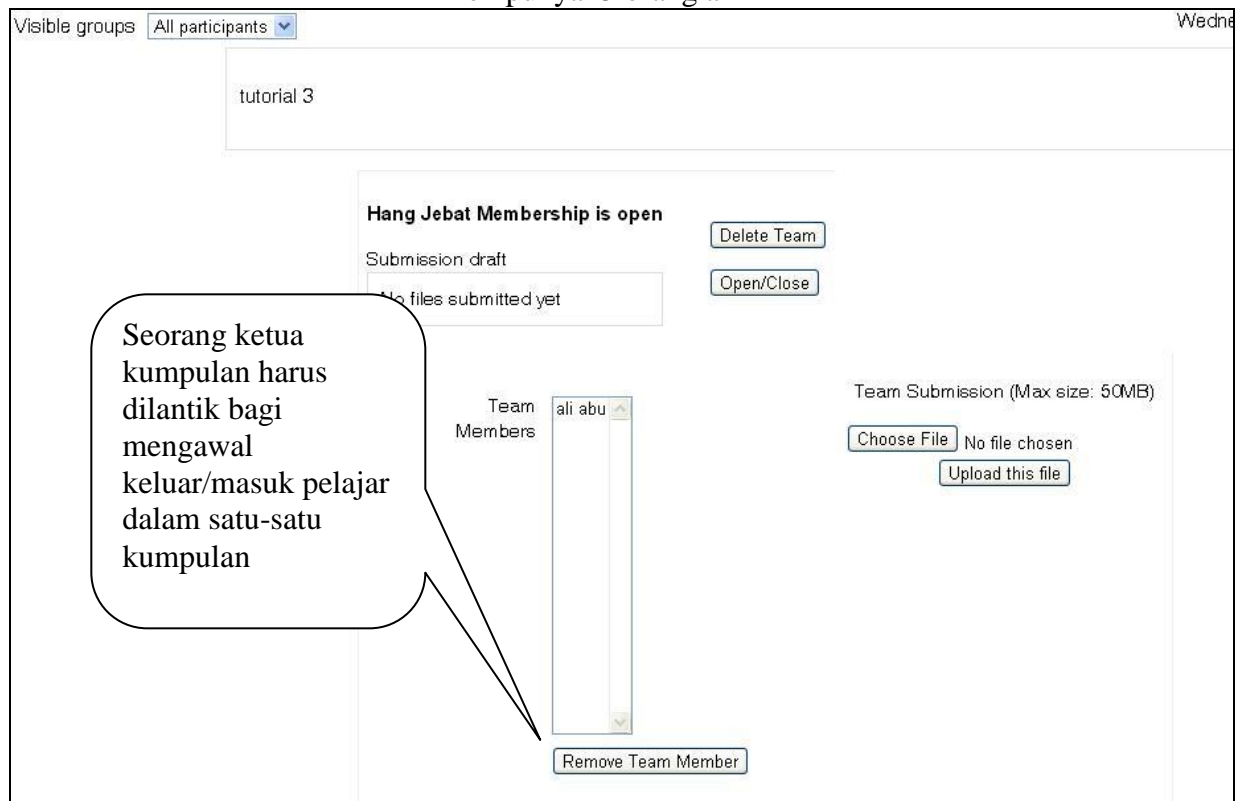 Visible groups All participants
Wedne
tutorial 3
Hang Jebat Membership is open
Delete Team
Submission draft
Open/Close
No files submitted yet
Seorang ketua
kumpulan harus
dilantik bagi
mengawal
keluar/masuk pelajar
dalam satu-satu
kumpulan
Team
Members
ali abu
Team Submission (Max size: 50MB)
Choose File No file chosen
Upload this file
Remove Team Member